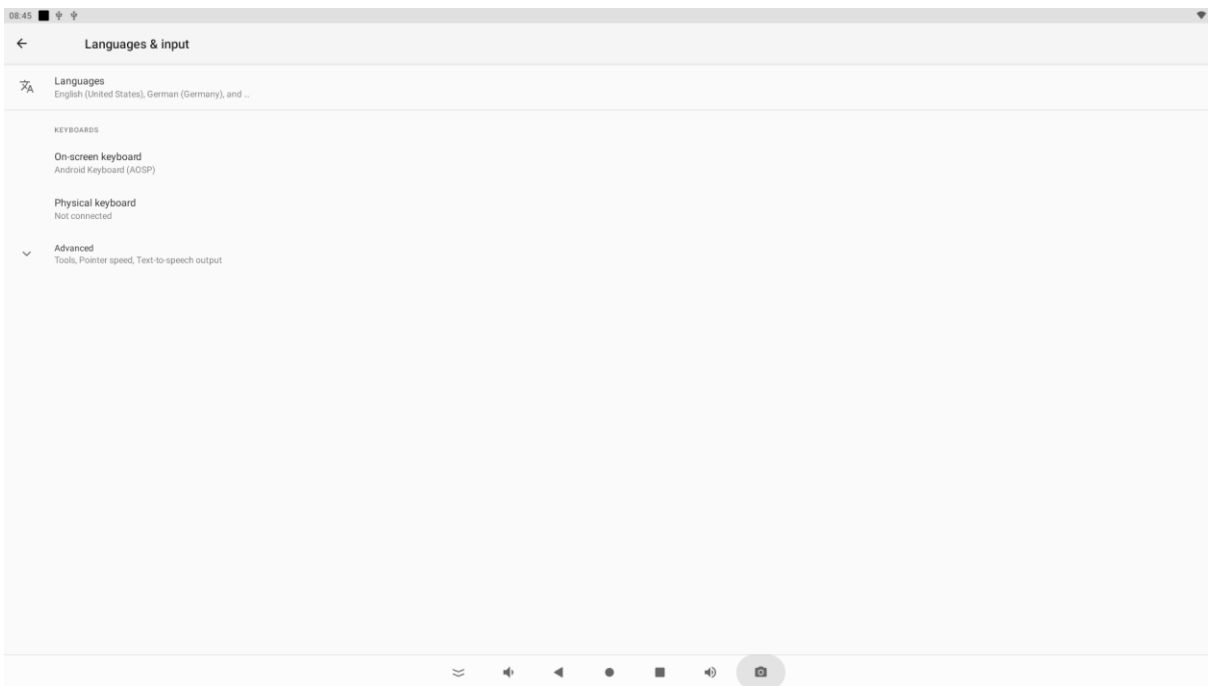 08:45
Languages & input
Languages
English (United States), German (Germany), and ...
KEYBOARDS
On-screen keyboard
Android Keyboard (AOSP)
Physical keyboard
Not connected
Advanced
Tools, Pointer speed, Text-to-speech output